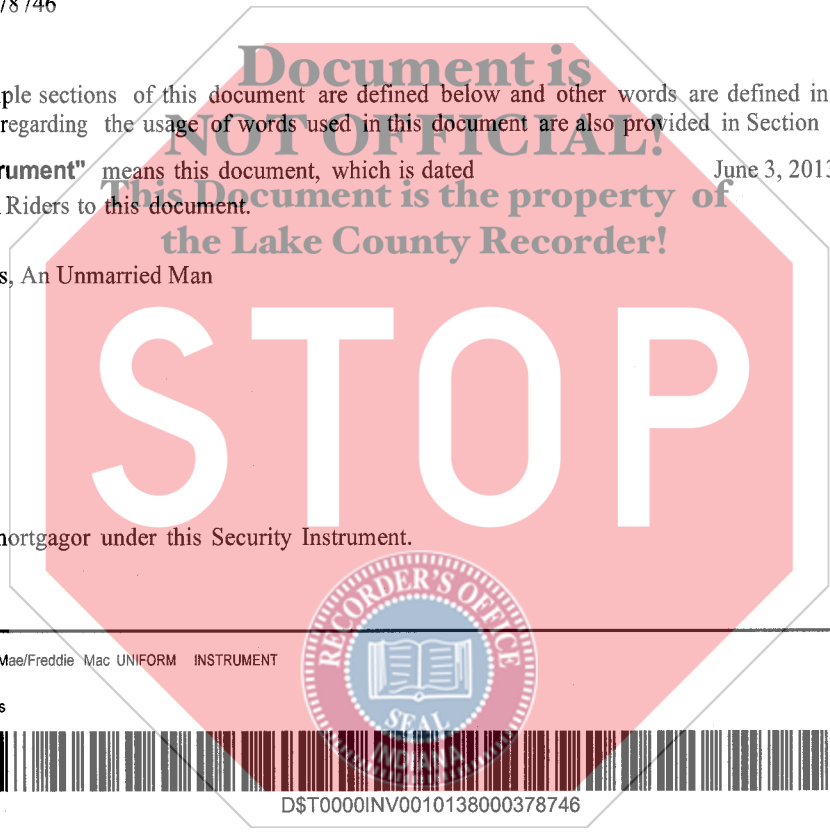 78746
Document is
ple sections of this document are defined below and other words are defined in
regarding the usage of words used in this document are also provided in Section
NOT OFFICIAL!
rument" means this document, which is dated June 3, 2013
This Document is the property of
Riders to this document.
the Lake County Recorder!
s, An Unmarried Man
STOP
ortgagor under this Security Instrument.
RECORDER'S OFFICE
SEAL
INDIANA
Mae/Freddie Mac UNIFORM INSTRUMENT
s
D$T0000INV0010138000378746